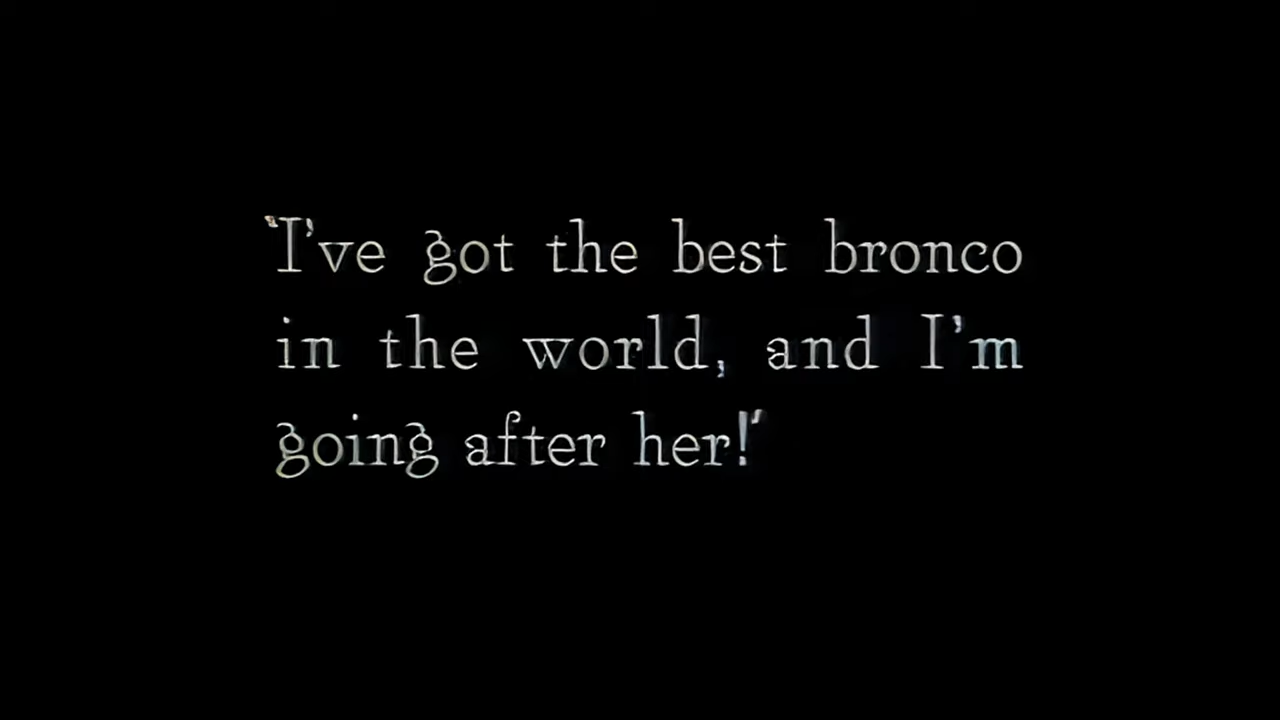 "I've got the best bronco
in the world, and I'm
going after her!"